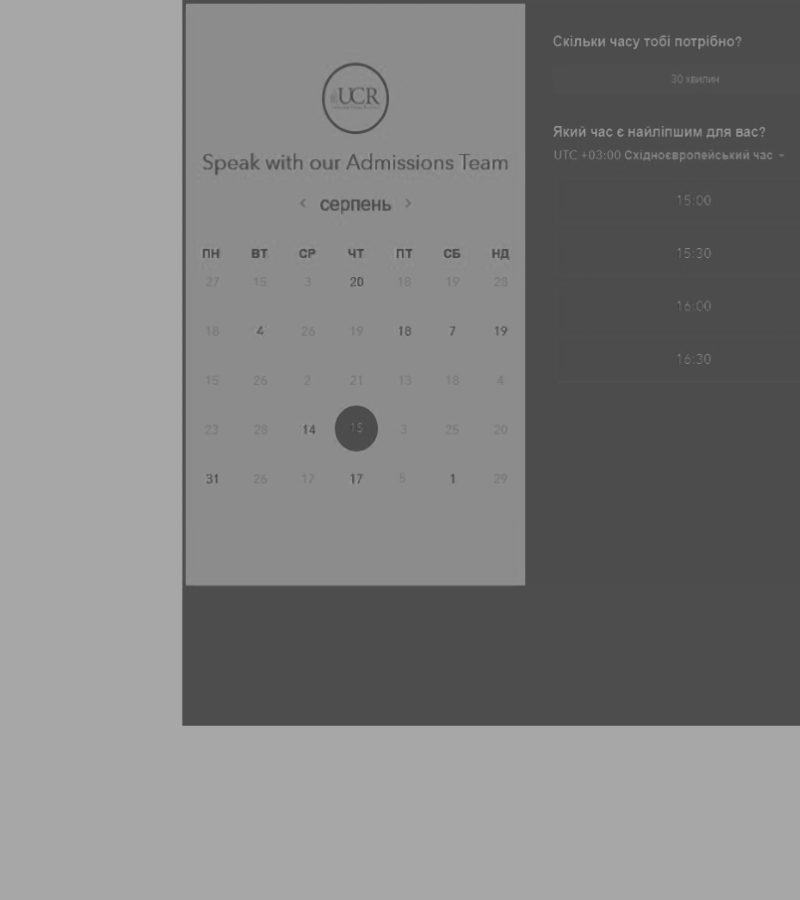 UCR
Speak with our Admissions Team
‹ серпень ›
ПН ВТ СР ЧТ ПТ СБ НД
27 15 3 20 18 19 28
18 4 26 19 18 7 19
15 26 2 21 13 18 4
23 28 14 15 3 25 20
31 26 17 17 5 1 29
Скільки часу тобі потрібно?
30 хвилин
Який час є найліпшим для вас?
UTC +03:00 Східноєвропейський час
15:00
15:30
16:00
16:30